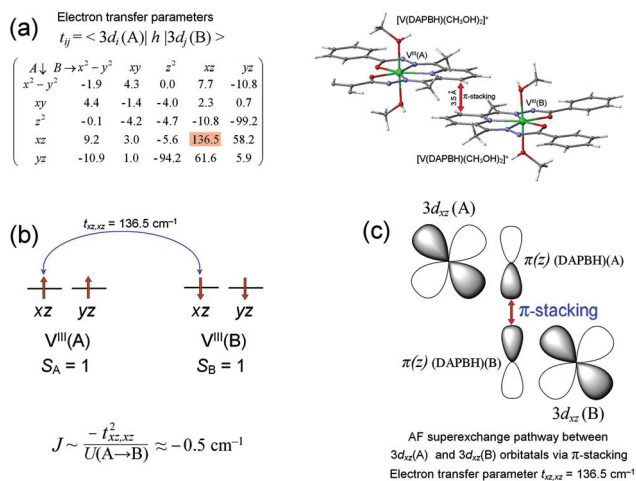 (a)
Electron transfer parameters
t_ij = < 3d_i(A)| h |3d_j(B) >
A↓ B→ x² – y² xy z² xz yz
x² – y² -1.9 4.3 0.0 7.7 -10.8
xy 4.4 -1.4 -4.0 2.3 0.7
z² -0.1 -4.2 -4.7 -10.8 -99.2
xz 9.2 3.0 -5.6 136.5 58.2
yz -10.9 1.0 -94.2 61.6 5.9
[V(DAPBH)(CH₃OH)₂]⁺
V^III(A)
3.5 Å
π-stacking
V^III(B)
[V(DAPBH)(CH₃OH)₂]⁺
(b)
t_xz,xz = 136.5 cm⁻¹
xz yz xz yz
V^III(A) V^III(B)
S_A = 1 S_B = 1
J ~ -t²_xz,xz / U(A→B) ≈ -0.5 cm⁻¹
(c)
3d_xz(A)
π(z) (DAPBH)(A)
π-stacking
π(z) (DAPBH)(B)
3d_xz(B)
AF superexchange pathway between
3d_xz(A) and 3d_xz(B) orbitatals via π-stacking
Electron transfer parameter t_xz,xz = 136.5 cm⁻¹